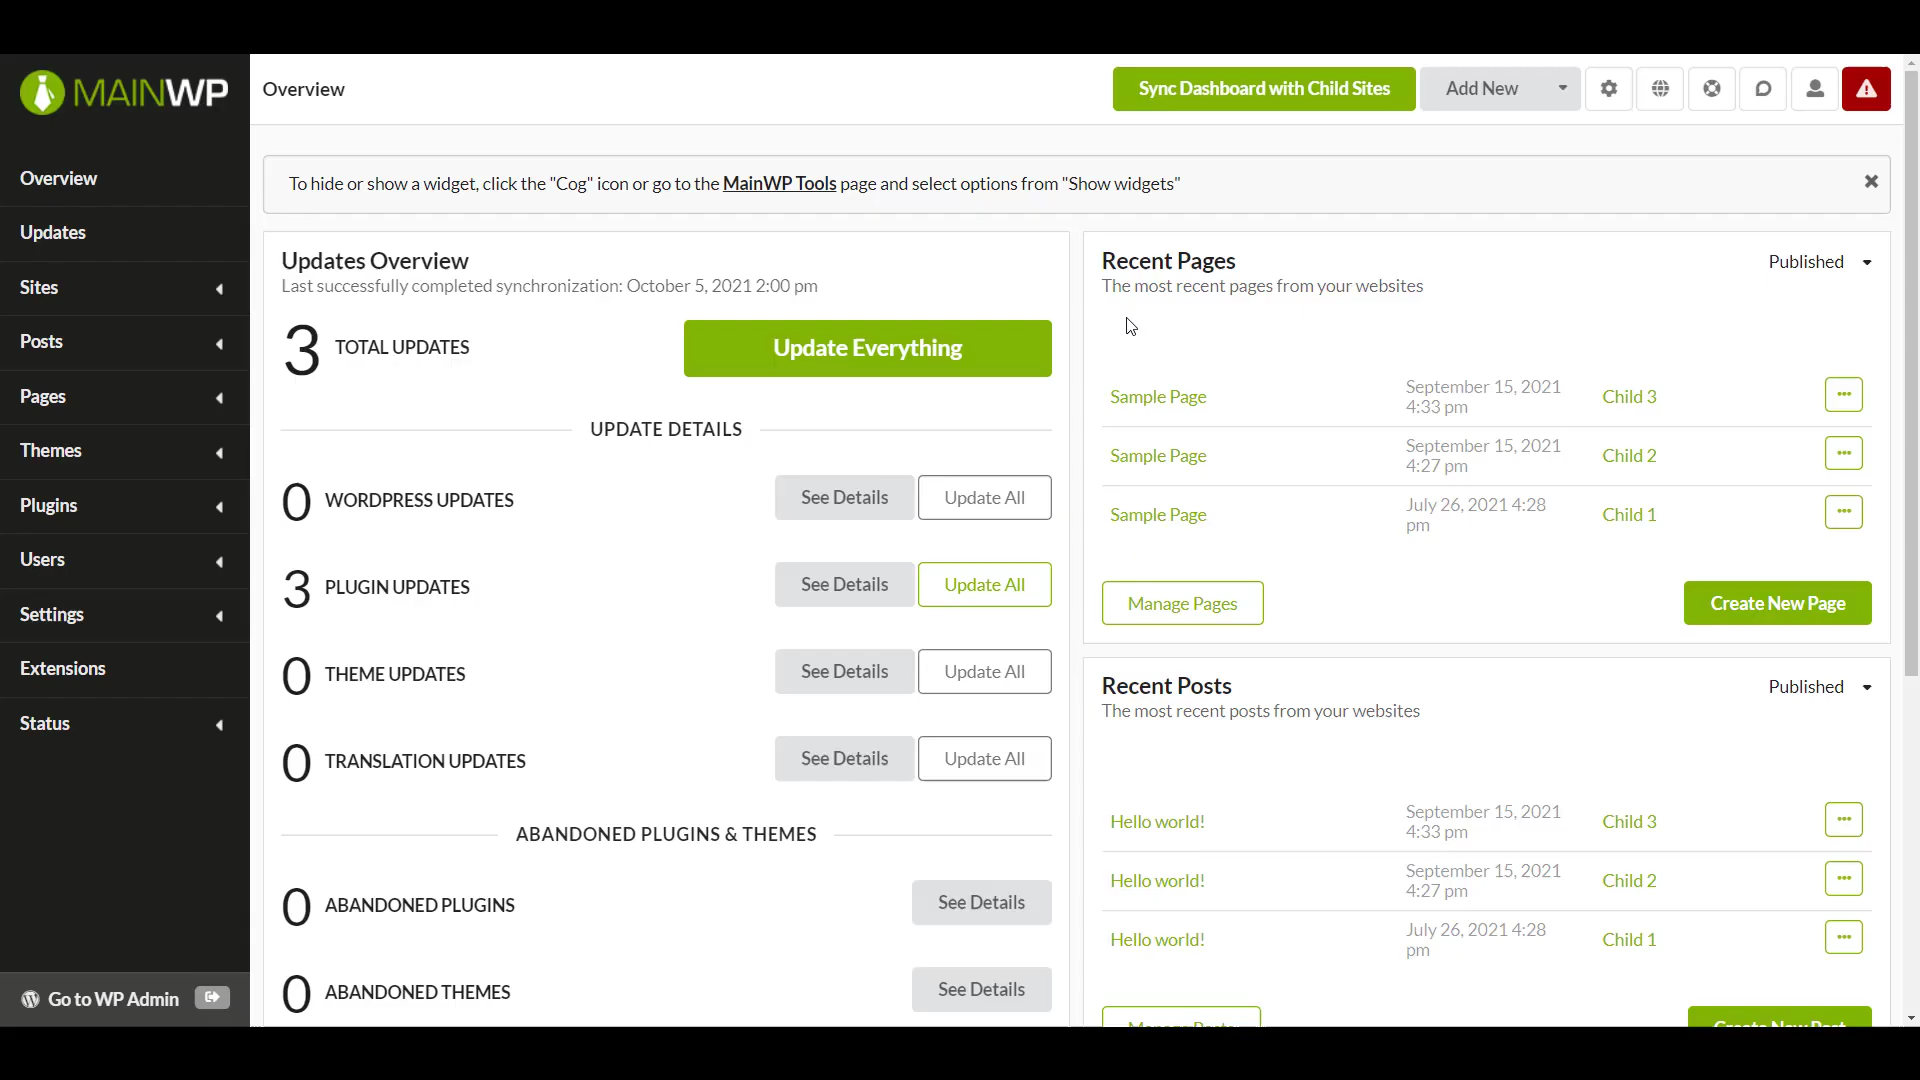 MAINWP
Overview
Sync Dashboard with Child Sites
Add New
Overview
Updates
Sites
Posts
Pages
Themes
Plugins
Users
Settings
Extensions
Status
Go to WP Admin
To hide or show a widget, click the "Cog" icon or go to the MainWP Tools page and select options from "Show widgets"
Updates Overview
Last successfully completed synchronization: October 5, 2021 2:00 pm
3 TOTAL UPDATES
Update Everything
UPDATE DETAILS
0 WORDPRESS UPDATES See Details Update All
3 PLUGIN UPDATES See Details Update All
0 THEME UPDATES See Details Update All
0 TRANSLATION UPDATES See Details Update All
ABANDONED PLUGINS & THEMES
0 ABANDONED PLUGINS See Details
0 ABANDONED THEMES See Details
Recent Pages
Published
The most recent pages from your websites
Sample Page September 15, 2021 Child 3
4:33 pm
Sample Page September 15, 2021 Child 2
4:27 pm
Sample Page July 26, 2021 4:28 Child 1
pm
Manage Pages Create New Page
Recent Posts
Published
The most recent posts from your websites
Hello world! September 15, 2021 Child 3
4:33 pm
Hello world! September 15, 2021 Child 2
4:27 pm
Hello world! July 26, 2021 4:28 Child 1
pm
Manage Posts Create New Post